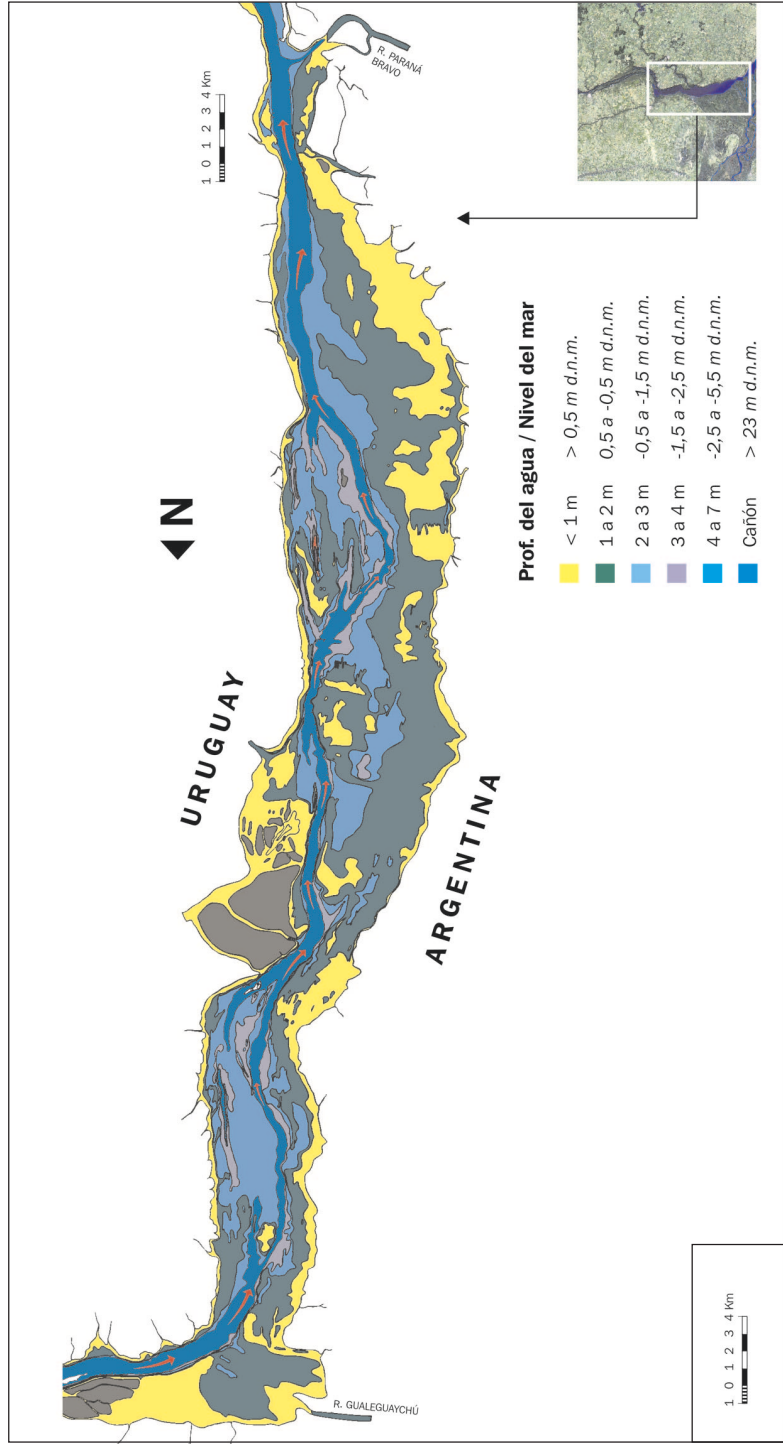 R. PARANÁ
BRAVO
1 0 1 2 3 4 Km
N
URUGUAY
ARGENTINA
R. GUALEGUAYCHÚ
Prof. del agua / Nivel del mar
< 1 m > 0,5 m d.n.m.
1 a 2 m 0,5 a -0,5 m d.n.m.
2 a 3 m -0,5 a -1,5 m d.n.m.
3 a 4 m -1,5 a -2,5 m d.n.m.
4 a 7 m -2,5 a -5,5 m d.n.m.
Cañón > 23 m d.n.m.
1 0 1 2 3 4 Km